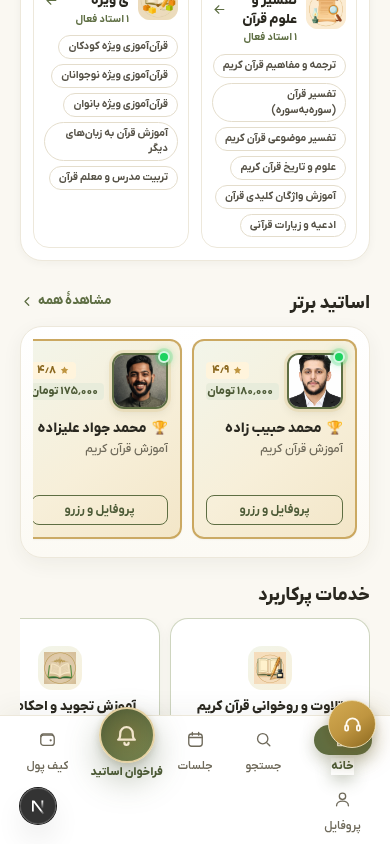 تفسیر و
علوم قرآن
۱ استاد فعال
ترجمه و مفاهیم قرآن کریم
تفسیر قرآن
(سوره‌به‌سوره)
تفسیر موضوعی قرآن کریم
علوم و تاریخ قرآن کریم
آموزش واژگان کلیدی قرآن
ادعیه و زیارات قرآنی
ی ویژه
۱ استاد فعال
قرآن‌آموزی ویژه کودکان
قرآن‌آموزی ویژه نوجوانان
قرآن‌آموزی ویژه بانوان
آموزش قرآن به زبان‌های
دیگر
تربیت مدرس و معلم قرآن
اساتید برتر
مشاهدهٔ همه
۴٫۹
۱۸۰٬۰۰۰ تومان
محمد حبیب زاده
آموزش قرآن کریم
پروفایل و رزرو
۴٫۸
۱۷۵٬۰۰۰ تومان
محمد جواد علیزاده
آموزش قرآن کریم
پروفایل و رزرو
خدمات پرکاربرد
تلاوت و روخوانی قرآن کریم
آموزش تجوید و احکام
خانه
جستجو
جلسات
فراخوان اساتید
کیف پول
پروفایل
N